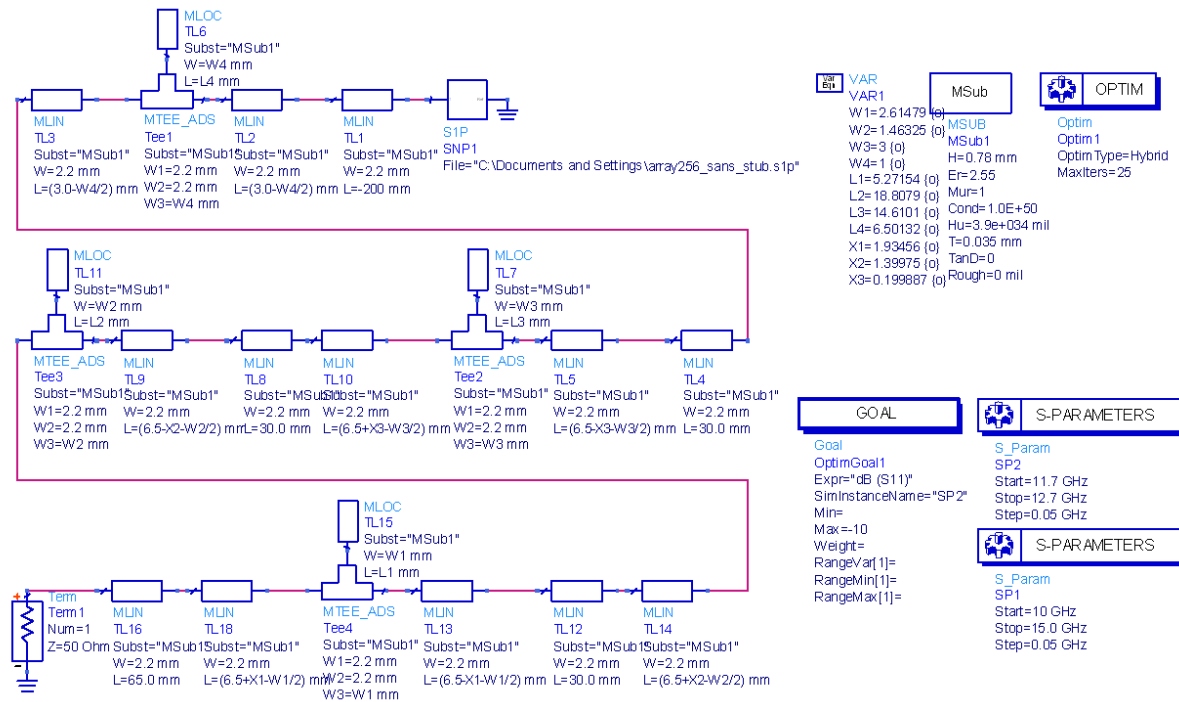 MLOC
TL6
Subst="MSub1"
W=W4 mm
L=L4 mm
MLIN
TL3
Subst="MSub1"
W=2.2 mm
L=(3.0-W4/2) mm
MTEE_ADS
Tee1
Subst="MSub1"
W1=2.2 mm
W2=2.2 mm
W3=W4 mm
MLIN
TL2
Subst="MSub1"
W=2.2 mm
L=(3.0-W4/2) mm
MLIN
TL1
Subst="MSub1"
W=2.2 mm
L=-200 mm
S1P
SNP1
File="C:\Documents and Settings\array256_sans_stub.s1p"
Var
Eqn
VAR
VAR1
W1=2.61479 {o}
W2=1.46325 {o}
W3=3 {o}
W4=1 {o}
L1=5.27154 {o}
L2=18.8079 {o}
L3=14.6101 {o}
L4=6.50132 {o}
X1=1.93456 {o}
X2=1.39975 {o}
X3=0.199887 {o}
MSub
MSUB
MSub1
H=0.78 mm
Er=2.55
Mur=1
Cond=1.0E+50
Hu=3.9e+034 mil
T=0.035 mm
TanD=0
Rough=0 mil
OPTIM
Optim
Optim1
OptimType=Hybrid
MaxIters=25
MLOC
TL11
Subst="MSub1"
W=W2 mm
L=L2 mm
MTEE_ADS
Tee3
Subst="MSub1"
W1=2.2 mm
W2=2.2 mm
W3=W2 mm
MLIN
TL9
Subst="MSub1"
W=2.2 mm
L=(6.5-X2-W2/2) mm
MLIN
TL8
Subst="MSub1"
W=2.2 mm
L=30.0 mm
MLIN
TL10
Subst="MSub1"
W=2.2 mm
L=(6.5+X3-W3/2) mm
MLOC
TL7
Subst="MSub1"
W=W3 mm
L=L3 mm
MTEE_ADS
Tee2
Subst="MSub1"
W1=2.2 mm
W2=2.2 mm
W3=W3 mm
MLIN
TL5
Subst="MSub1"
W=2.2 mm
L=(6.5-X3-W3/2) mm
MLIN
TL4
Subst="MSub1"
W=2.2 mm
L=30.0 mm
GOAL
Goal
OptimGoal1
Expr="dB (S11)"
SimInstanceName="SP2"
Min=
Max=-10
Weight=
RangeVar[1]=
RangeMin[1]=
RangeMax[1]=
S-PARAMETERS
S_Param
SP2
Start=11.7 GHz
Stop=12.7 GHz
Step=0.05 GHz
S-PARAMETERS
S_Param
SP1
Start=10 GHz
Stop=15.0 GHz
Step=0.05 GHz
Term
Term1
Num=1
Z=50 Ohm
MLIN
TL16
Subst="MSub1"
W=2.2 mm
L=65.0 mm
MLIN
TL18
Subst="MSub1"
W=2.2 mm
L=(6.5+X1-W1/2) mm
MLOC
TL15
Subst="MSub1"
W=W1 mm
L=L1 mm
MTEE_ADS
Tee4
Subst="MSub1"
W1=2.2 mm
W2=2.2 mm
W3=W1 mm
MLIN
TL13
Subst="MSub1"
W=2.2 mm
L=(6.5-X1-W1/2) mm
MLIN
TL12
Subst="MSub1"
W=2.2 mm
L=30.0 mm
MLIN
TL14
Subst="MSub1"
W=2.2 mm
L=(6.5+X2-W2/2) mm